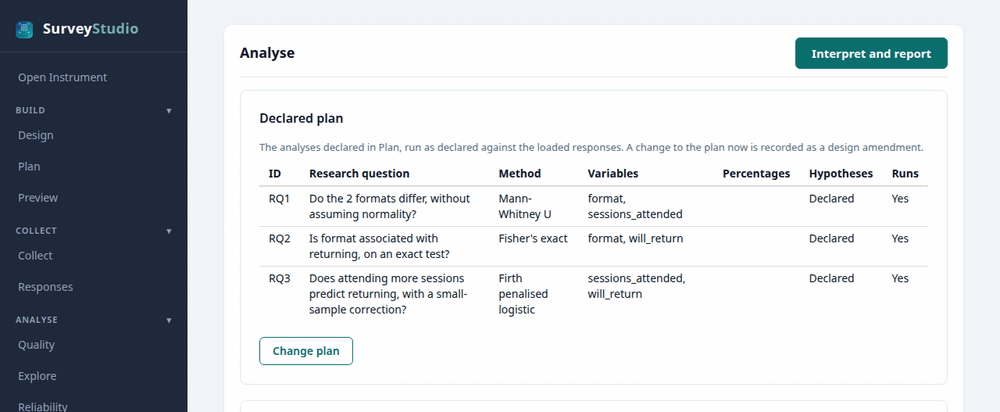 SurveyStudio
Open Instrument
BUILD
Design
Plan
Preview
COLLECT
Collect
Responses
ANALYSE
Quality
Explore
Reliability
Analyse
Interpret and report
Declared plan
The analyses declared in Plan, run as declared against the loaded responses. A change to the plan now is recorded as a design amendment.
ID Research question Method Variables Percentages Hypotheses Runs
RQ1 Do the 2 formats differ, without Mann- format, Declared Yes
assuming normality? Whitney U sessions_attended
RQ2 Is format associated with Fisher's exact format, will_return Declared Yes
returning, on an exact test?
RQ3 Does attending more sessions Firth sessions_attended, Declared Yes
predict returning, with a small- penalised will_return
sample correction? logistic
Change plan